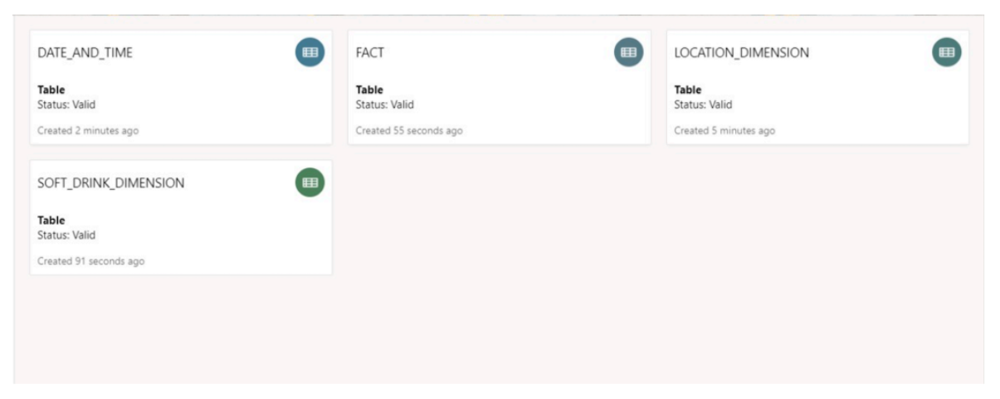 DATE_AND_TIME
Table
Status: Valid
Created 2 minutes ago
FACT
Table
Status: Valid
Created 55 seconds ago
LOCATION_DIMENSION
Table
Status: Valid
Created 5 minutes ago
SOFT_DRINK_DIMENSION
Table
Status: Valid
Created 91 seconds ago